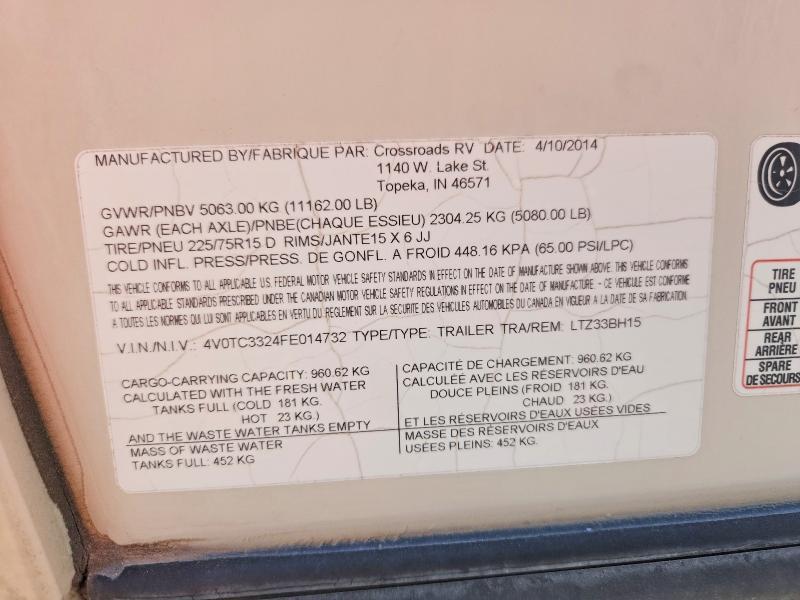 MANUFACTURED BY/FABRIQUE PAR: Crossroads RV DATE: 4/10/2014
1140 W. Lake St.
Topeka, IN 46571
GVWR/PNBV 5063.00 KG (11162.00 LB)
GAWR (EACH AXLE)/PNBE(CHAQUE ESSIEU) 2304.25 KG (5080.00 LB)
TIRE/PNEU 225/75R15 D RIMS/JANTE15 X 6 JJ
COLD INFL. PRESS/PRESS. DE GONFL. A FROID 448.16 KPA (65.00 PSI/LPC)
THIS VEHICLE CONFORMS TO ALL APPLICABLE U.S. FEDERAL MOTOR VEHICLE SAFETY STANDARDS IN EFFECT ON THE DATE OF MANUFACTURE SHOWN ABOVE. THIS VEHICLE CONFORMS
TO ALL APPLICABLE STANDARDS PRESCRIBED UNDER THE CANADIAN MOTOR VEHICLE SAFETY REGULATIONS IN EFFECT ON THE DATE OF MANUFACTURE - CE VEHICULE EST CONFORME
A TOUTES LES NORMES QUI LUI SONT APPLICABLES EN VERTU DU REGLEMENT SUR LA SECURITE DES VEHICULES AUTOMOBILES DU CANADA EN VIGUEUR A LA DATE DE SA FABRICATION.
V.I.N./N.I.V.: 4V0TC3324FE014732 TYPE/TYPE: TRAILER TRA/REM: LTZ33BH15
CARGO-CARRYING CAPACITY: 960.62 KG
CALCULATED WITH THE FRESH WATER
TANKS FULL (COLD 181 KG.
HOT 23 KG.)
AND THE WASTE WATER TANKS EMPTY
MASS OF WASTE WATER
TANKS FULL: 452 KG
CAPACITÉ DE CHARGEMENT: 960.62 KG
CALCULÉE AVEC LES RÉSERVOIRS D'EAU
DOUCE PLEINS (FROID 181 KG.
CHAUD 23 KG.)
ET LES RÉSERVOIRS D'EAUX USÉES VIDES
MASSE DES RÉSERVOIRS D'EAUX
USÉES PLEINS: 452 KG.
TIRE
PNEU
FRONT
AVANT
REAR
ARRIÈRE
SPARE
DE SECOURS